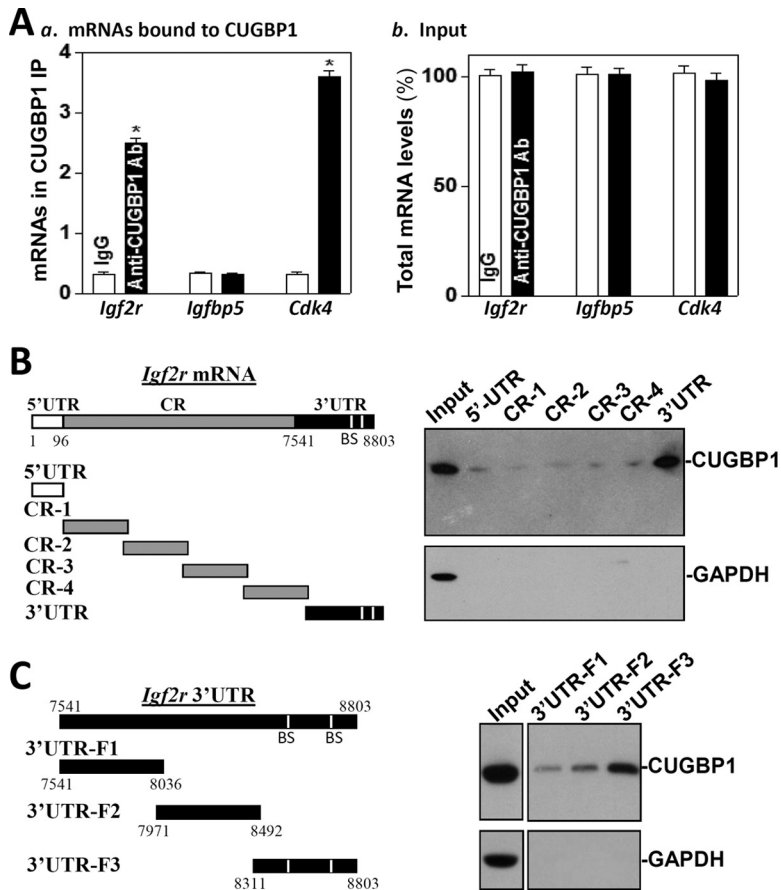 A
a. mRNAs bound to CUGBP1
mRNAs in CUGBP1 IP
4
3
2
1
0
*
*
IgG
Anti-CUGBP1 Ab
Igf2r
Igfbp5
Cdk4
b. Input
Total mRNA levels (%)
100
50
0
IgG
Anti-CUGBP1 Ab
Igf2r
Igfbp5
Cdk4
B
Igf2r mRNA
5'UTR CR 3'UTR
BS
1 96 7541 8803
5'UTR
CR-1
CR-2
CR-3
CR-4
3'UTR
Input 5'-UTR CR-1 CR-2 CR-3 CR-4 3'UTR
-CUGBP1
-GAPDH
C
Igf2r 3'UTR
7541 8803
BS BS
3'UTR-F1
7541 8036
3'UTR-F2
7971 8492
3'UTR-F3
8311 8803
Input 3'UTR-F1 3'UTR-F2 3'UTR-F3
-CUGBP1
-GAPDH